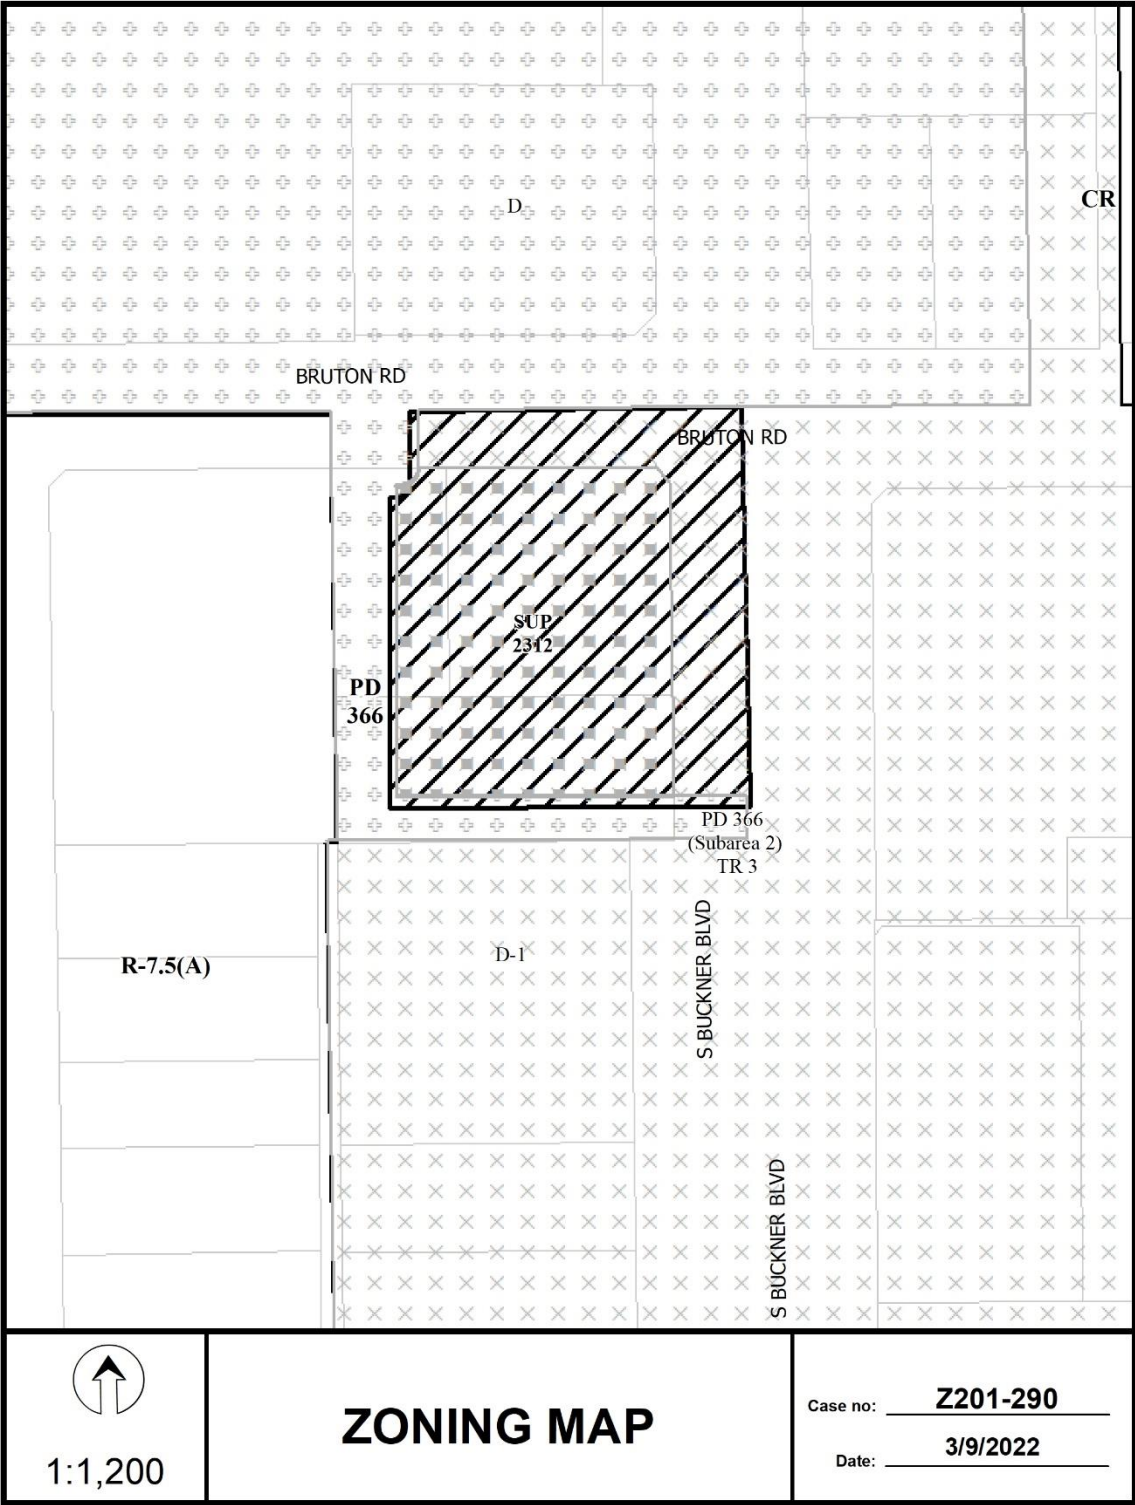 D
CR
BRUTON RD
BRUTON RD
SUP
2312
PD
366
PD 366
(Subarea 2)
TR 3
R-7.5(A)
D-1
S BUCKNER BLVD
S BUCKNER BLVD
1:1,200
ZONING MAP
Case no: Z201-290
Date: 3/9/2022